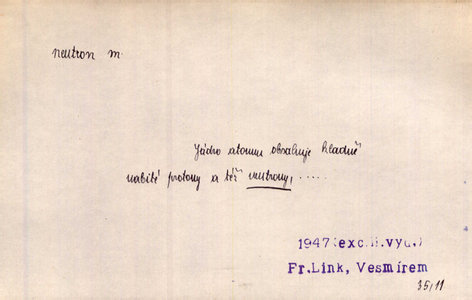 neutron m.
Jádro atomu obsahuje kladně
nabité protony a též neutrony, .....
1947(exc.II.vyd.)
Fr.Link, Vesmírem
35/11